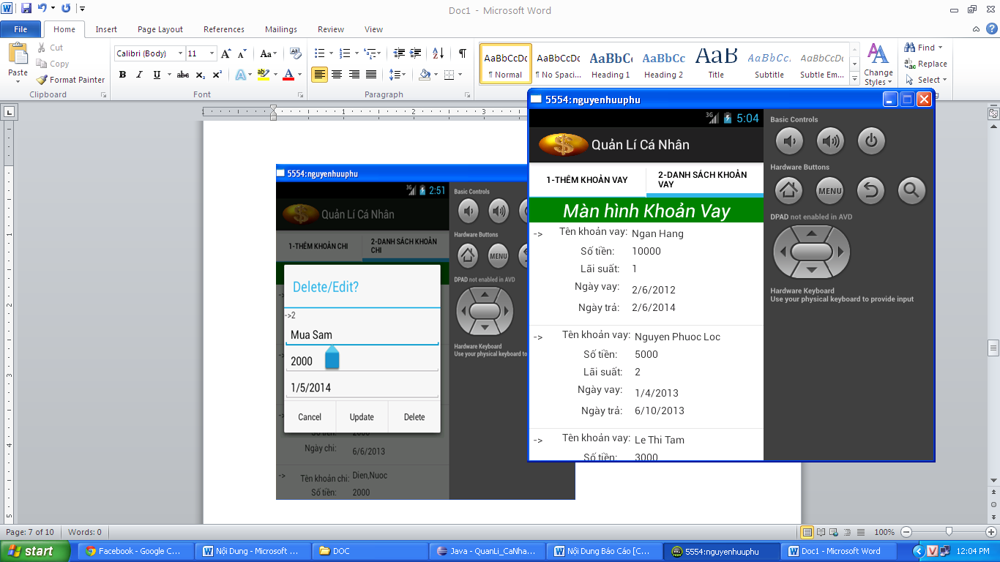 Doc1 - Microsoft Word
File Home Insert Page Layout References Mailings Review View
Paste
Cut
Copy
Format Painter
Clipboard
Calibri (Body) 11
Font
Paragraph
AaBbCcDc AaBbCcDc AaBbCc AaBbCc AaBb AaBbCc. AaBbCcDc
¶ Normal ¶ No Spaci... Heading 1 Heading 2 Title Subtitle Subtle Em...
Change Styles
Find
Replace
Select
5554:nguyenhuuphu
3G 2:51
Quản Lí Cá Nhân
1-THÊM KHOẢN CHI
2-DANH SÁCH KHOẢN CHI
Delete/Edit?
->2
Mua Sam
2000
1/5/2014
Cancel Update Delete
Ngày chi: 6/6/2013
-> Tên khoản chi: Dien,Nuoc
Số tiền: 2000
Basic Controls
Hardware Buttons
MENU
DPAD not enabled in AVD
Hardware Keyboard
Use your physical keyboard to
5554:nguyenhuuphu
3G 5:04
Quản Lí Cá Nhân
1-THÊM KHOẢN VAY
2-DANH SÁCH KHOẢN VAY
Màn hình Khoản Vay
-> Tên khoản vay: Ngan Hang
Số tiền: 10000
Lãi suất: 1
Ngày vay: 2/6/2012
Ngày trả: 2/6/2014
-> Tên khoản vay: Nguyen Phuoc Loc
Số tiền: 5000
Lãi suất: 2
Ngày vay: 1/4/2013
Ngày trả: 6/10/2013
-> Tên khoản vay: Le Thi Tam
Số tiền: 3000
Basic Controls
Hardware Buttons
MENU
DPAD not enabled in AVD
Hardware Keyboard
Use your physical keyboard to provide input
Page: 7 of 10 Words: 0
100%
start
Facebook - Google C...
Nội Dung - Microsoft ...
DOC
Java - QuanLi_CaNha...
Nội Dung Báo Cáo [C...
5554:nguyenhuuphu
Doc1 - Microsoft Word
12:04 PM